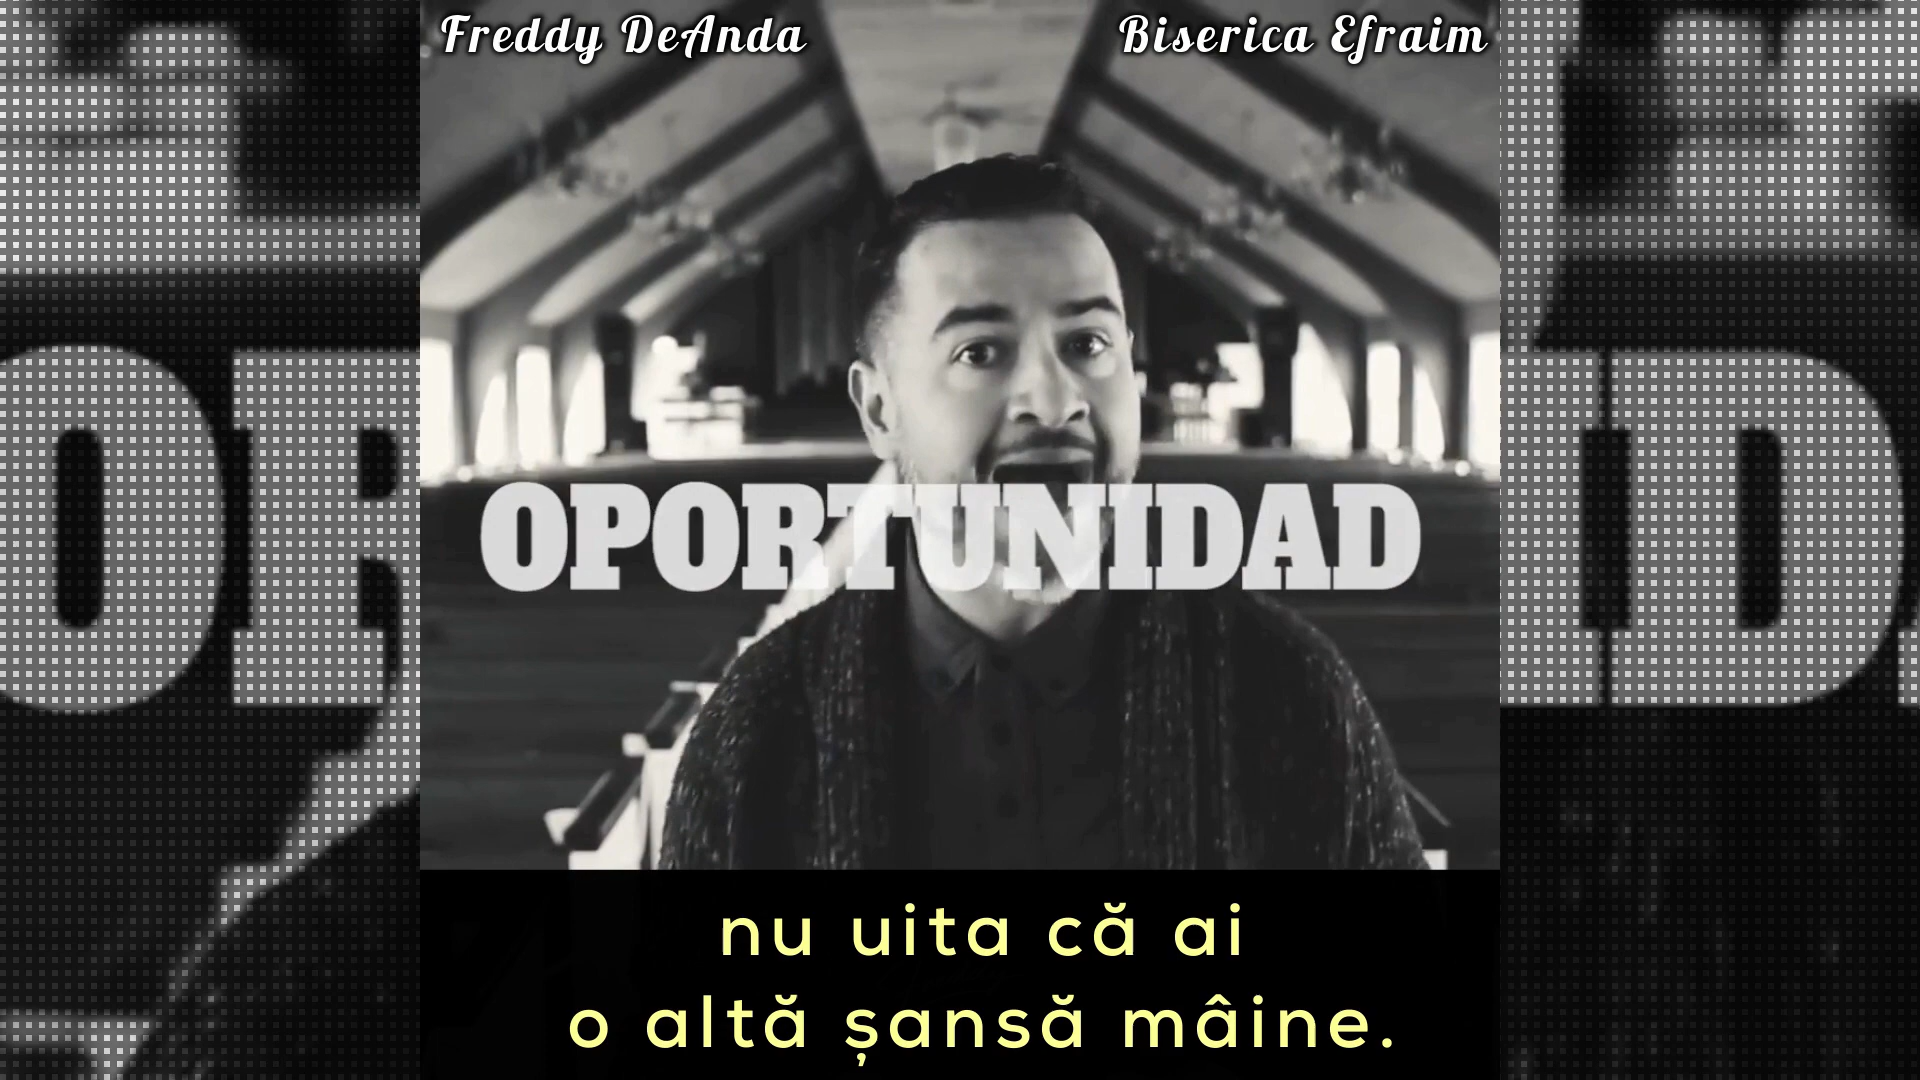 Freddy DeAnda
Biserica Efraim
OPORTUNIDAD
nu uita că ai
o altă șansă mâine.